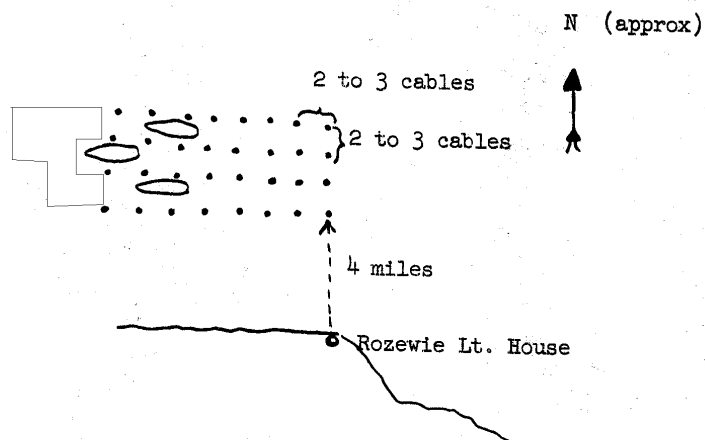 N (approx)
2 to 3 cables
2 to 3 cables
4 miles
Rozewie Lt. House